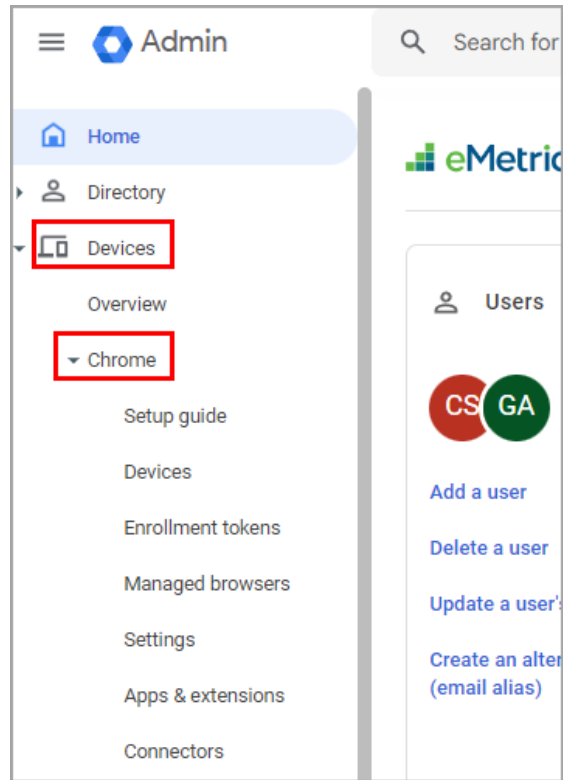 Admin
Search for
Home
Directory
Devices
Overview
Chrome
Setup guide
Devices
Enrollment tokens
Managed browsers
Settings
Apps & extensions
Connectors
eMetric
Users
CS GA
Add a user
Delete a user
Update a user's
Create an alter
(email alias)